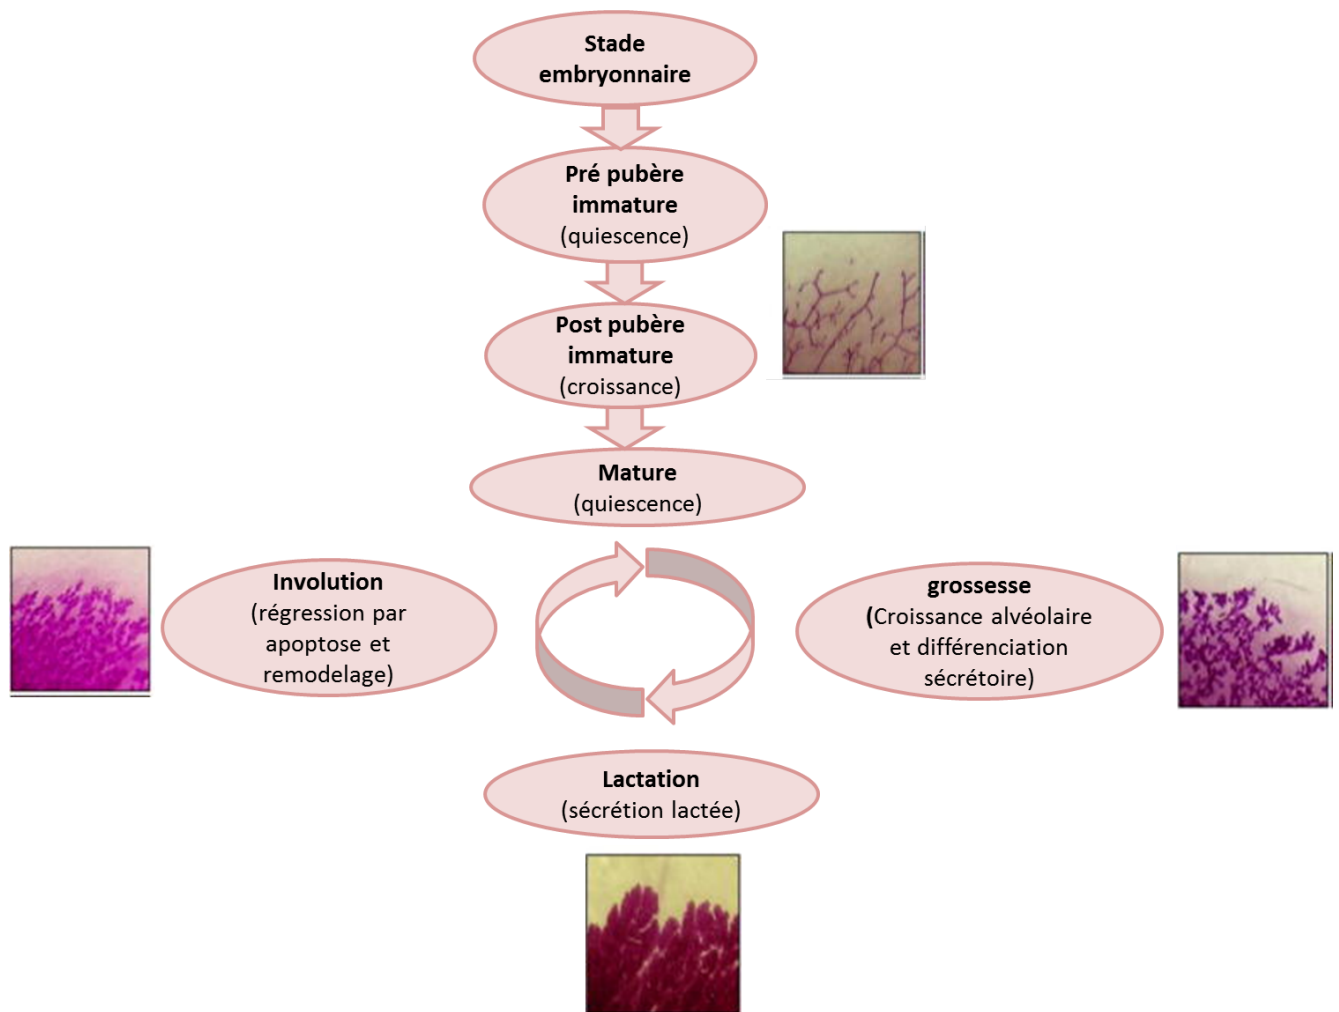 Stade
embryonnaire
Pré pubère
immature
(quiescence)
Post pubère
immature
(croissance)
Mature
(quiescence)
Involution
(régression par
apoptose et
remodelage)
grossesse
(Croissance alvéolaire
et différenciation
sécrétoire)
Lactation
(sécrétion lactée)